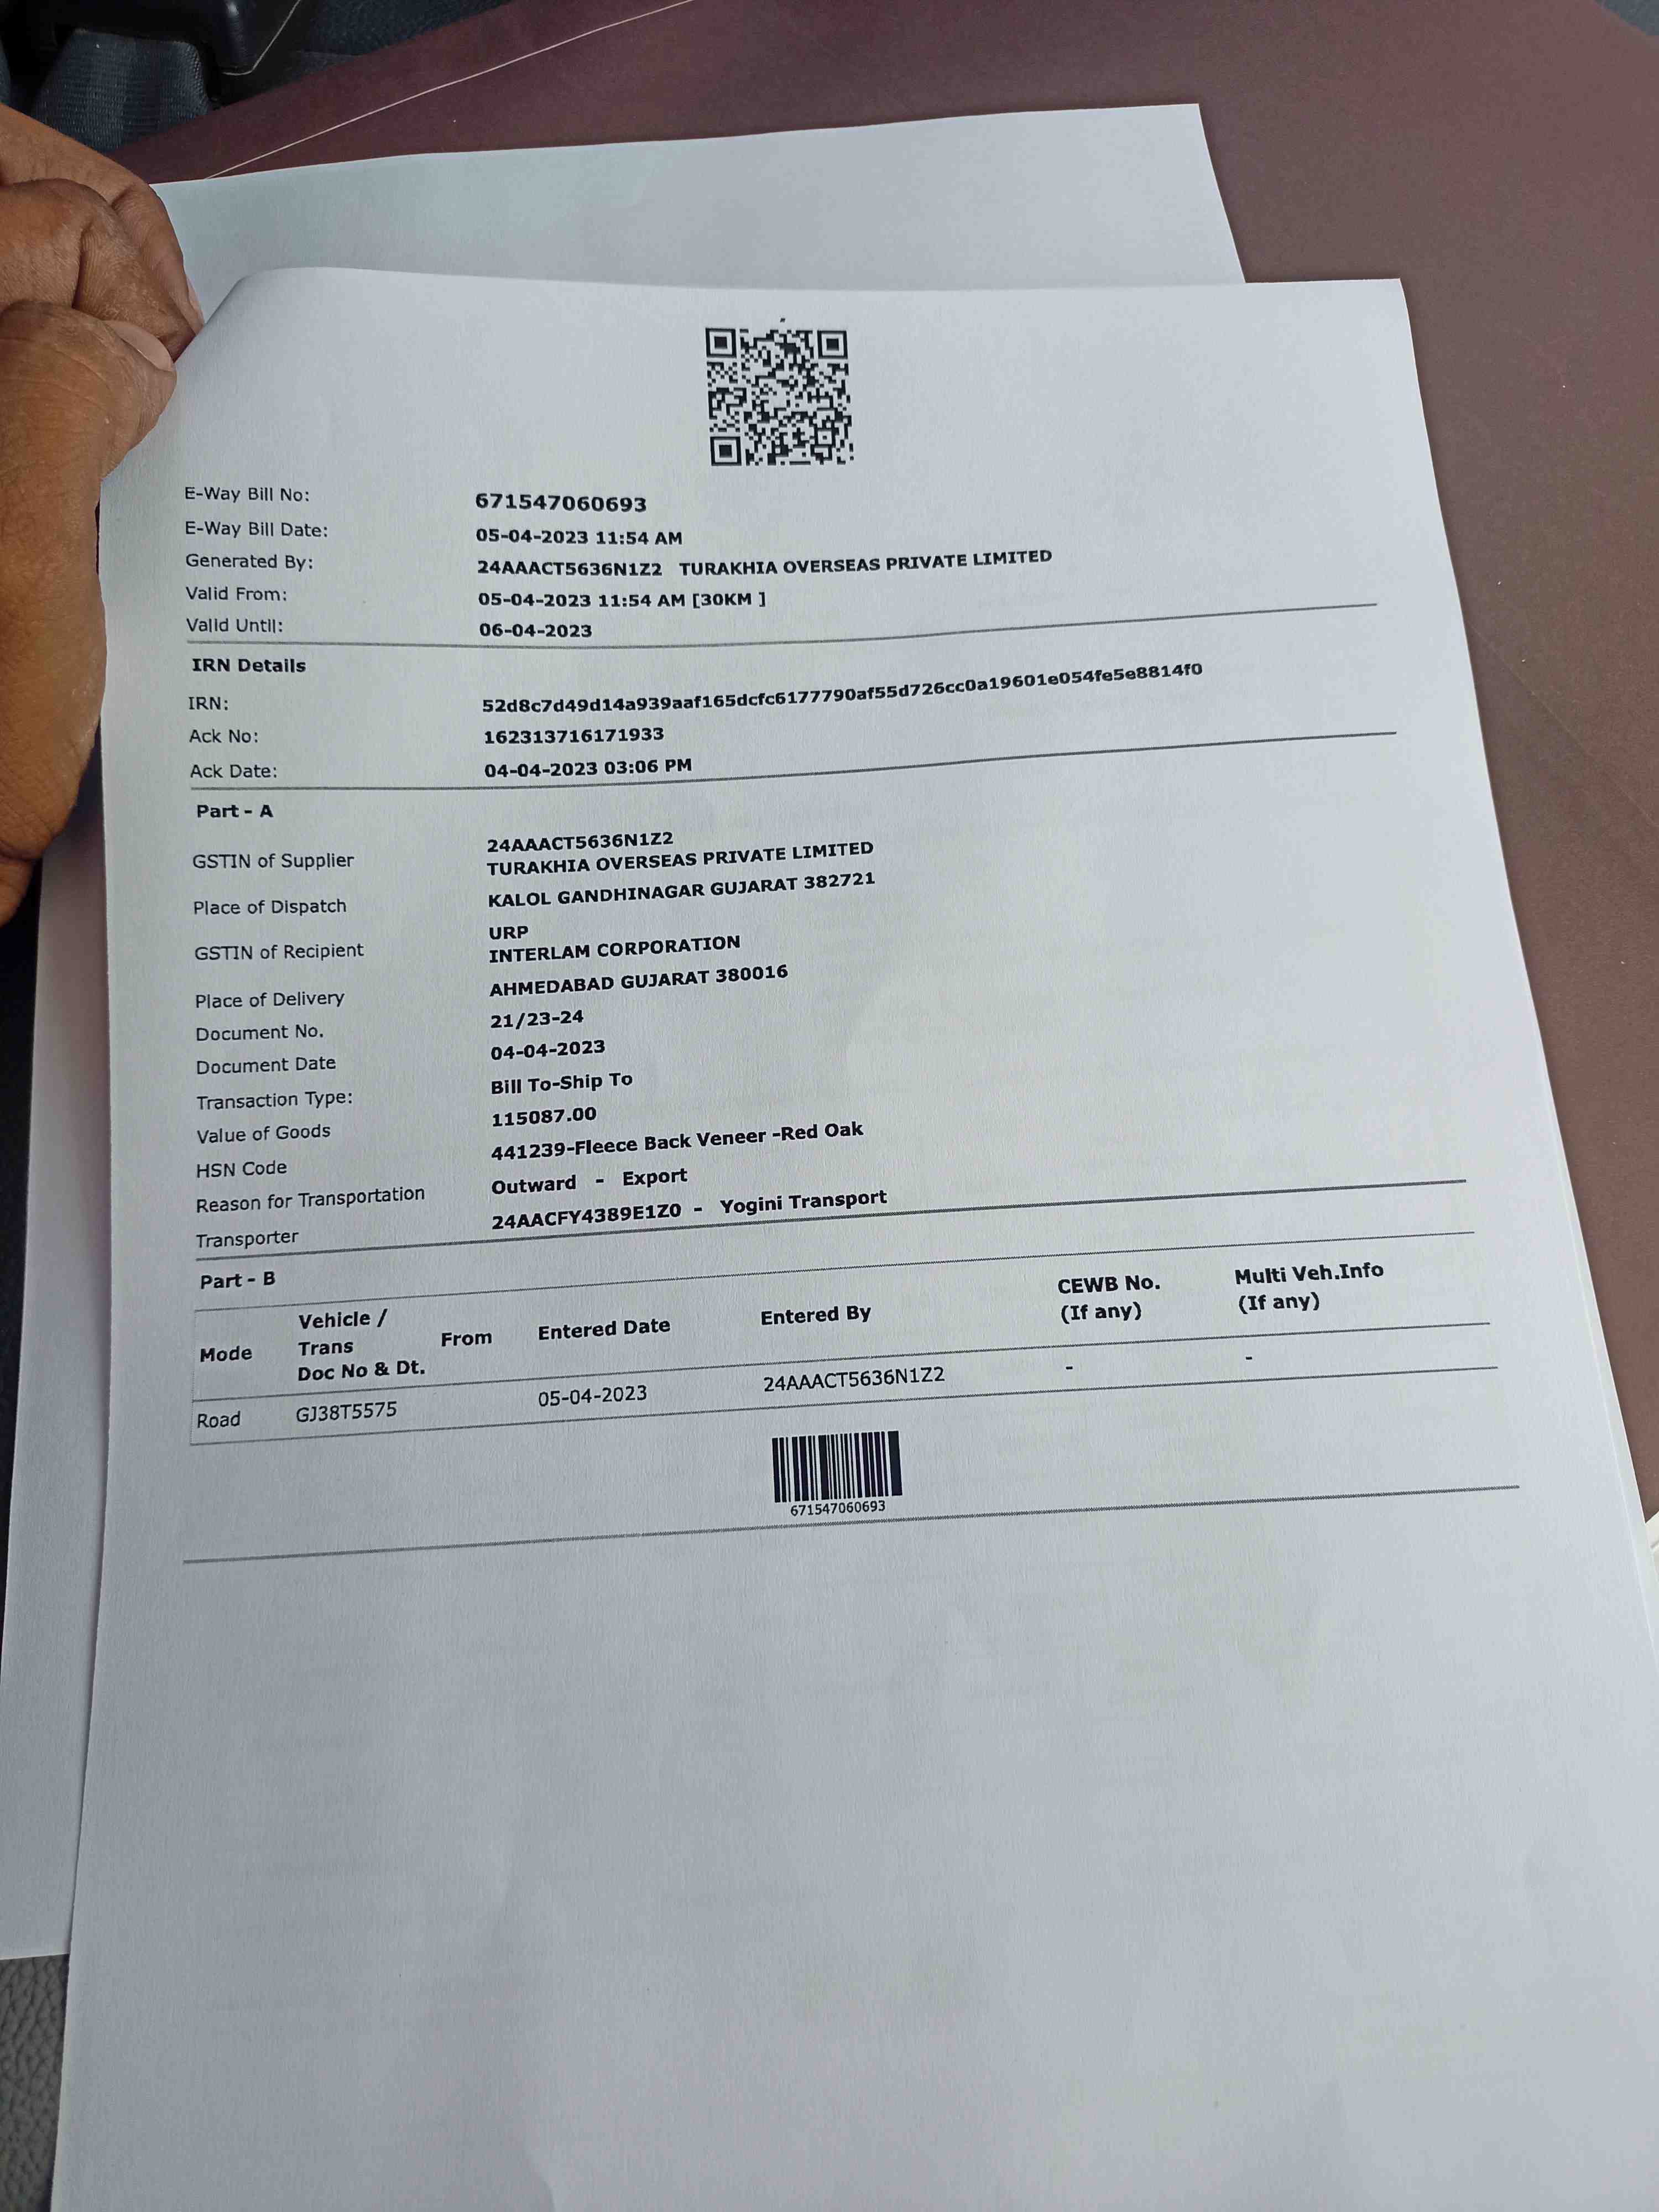 E-Way Bill No: 671547060693
E-Way Bill Date: 05-04-2023 11:54 AM
Generated By: 24AAACT5636N1Z2 TURAKHIA OVERSEAS PRIVATE LIMITED
Valid From: 05-04-2023 11:54 AM [30KM ]
Valid Until: 06-04-2023
IRN Details
IRN: 52d8c7d49d14a939aaf165dcfc6177790af55d726cc0a19601e054fe5e8814f0
Ack No: 162313716171933
Ack Date: 04-04-2023 03:06 PM
Part - A
GSTIN of Supplier 24AAACT5636N1Z2
TURAKHIA OVERSEAS PRIVATE LIMITED
Place of Dispatch KALOL GANDHINAGAR GUJARAT 382721
GSTIN of Recipient URP
INTERLAM CORPORATION
Place of Delivery AHMEDABAD GUJARAT 380016
Document No. 21/23-24
Document Date 04-04-2023
Transaction Type: Bill To-Ship To
Value of Goods 115087.00
HSN Code 441239-Fleece Back Veneer -Red Oak
Reason for Transportation Outward - Export
Transporter 24AACFY4389E1Z0 - Yogini Transport
Part - B
Mode Vehicle / Trans Doc No & Dt. From Entered Date Entered By CEWB No. (If any) Multi Veh.Info (If any)
Road GJ38T5575 05-04-2023 24AAACT5636N1Z2 - -
671547060693